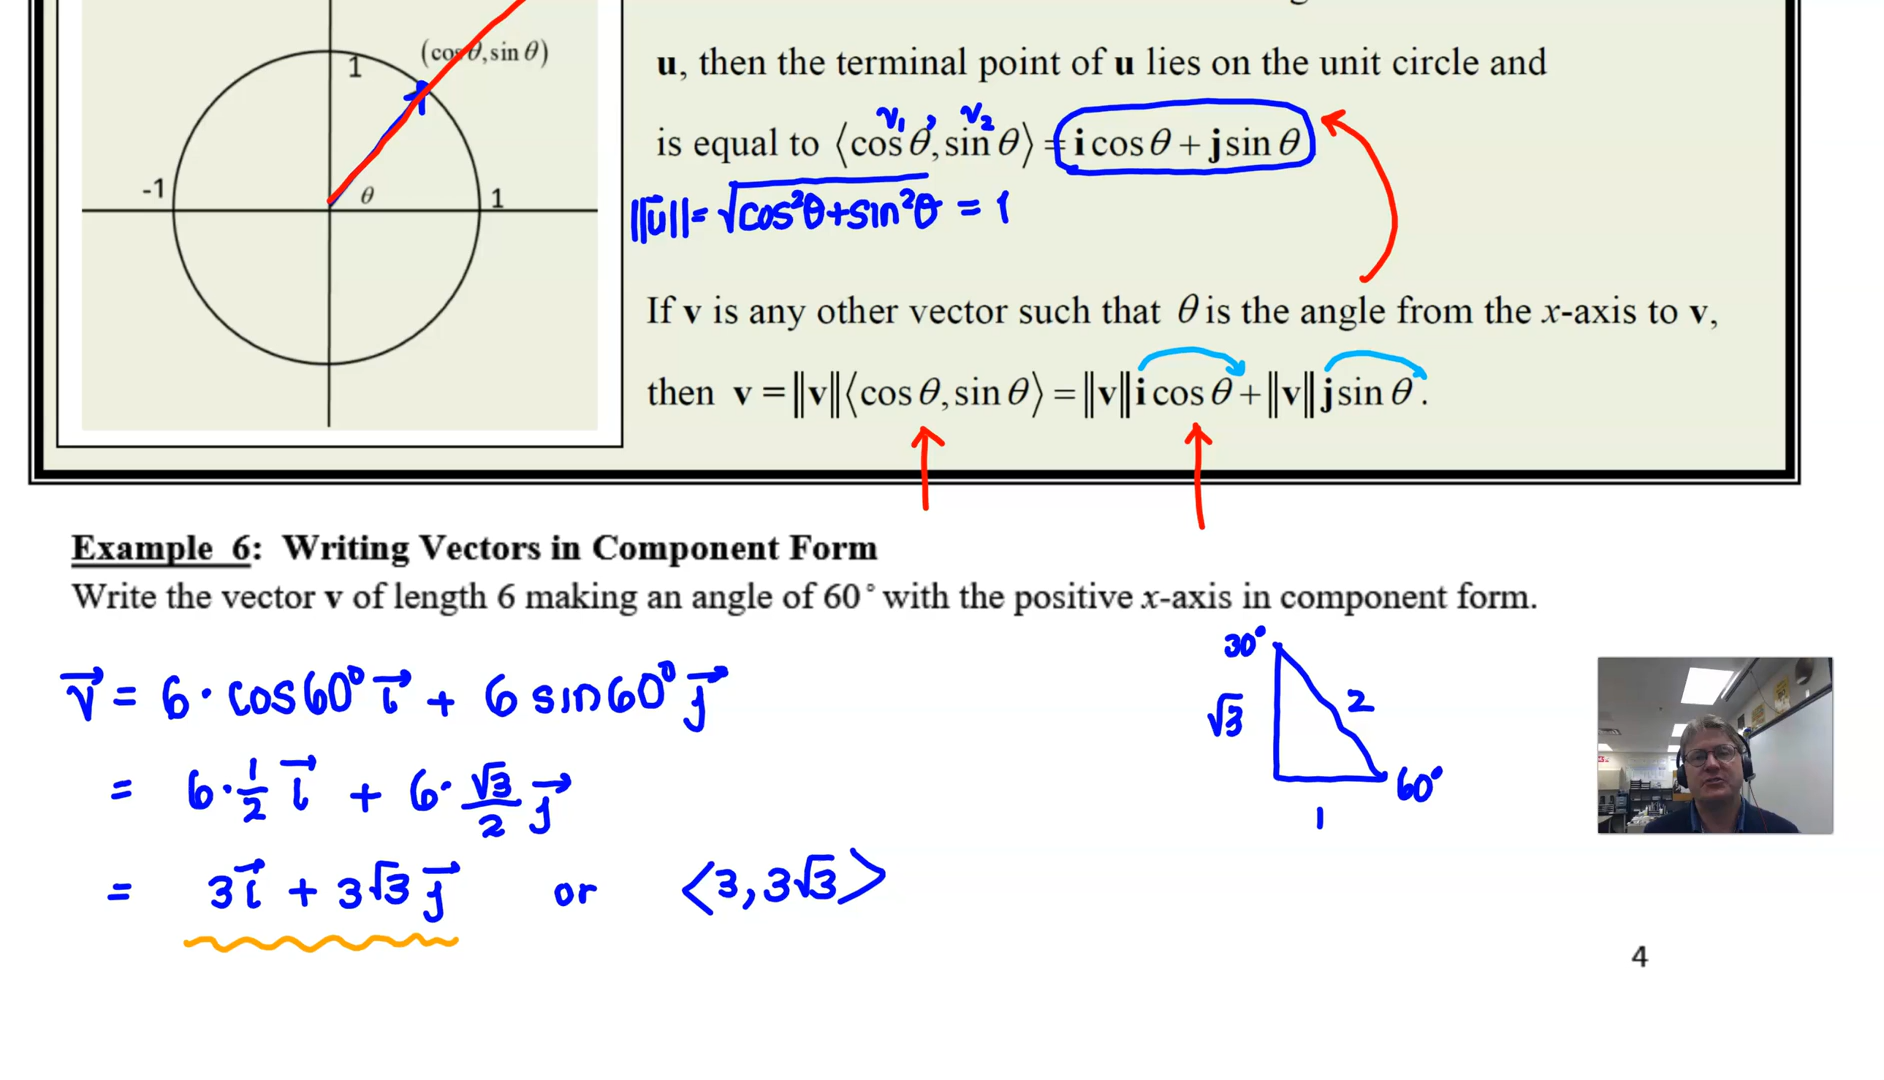 (cos θ, sin θ)
1
-1
θ
1
u, then the terminal point of u lies on the unit circle and
v₁ , v₂
is equal to ⟨cos θ, sin θ⟩ = i cos θ + j sin θ
||u⃗|| = √cos²θ + sin²θ = 1
If v is any other vector such that θ is the angle from the x-axis to v,
then v = ||v||⟨cos θ, sin θ⟩ = ||v|| i cos θ + ||v|| j sin θ.
Example 6: Writing Vectors in Component Form
Write the vector v of length 6 making an angle of 60° with the positive x-axis in component form.
v⃗ = 6 · cos60° i⃗ + 6 sin60° j⃗
= 6 · 1/2 i⃗ + 6 · √3/2 j⃗
= 3i⃗ + 3√3 j⃗ or ⟨3, 3√3⟩
30°
√3
2
60°
1
4